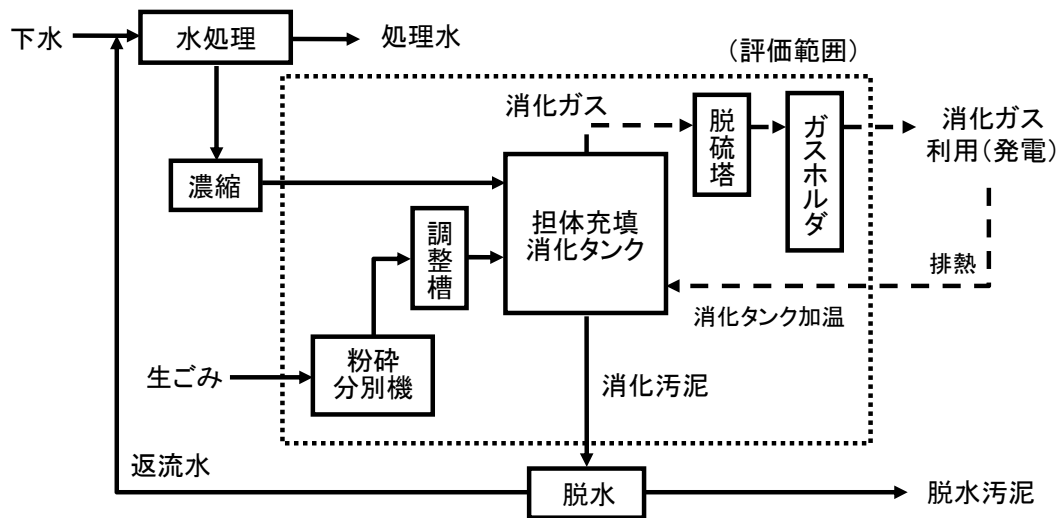 下水
水処理
処理水
(評価範囲)
消化ガス
脱硫塔
ガスホルダ
消化ガス
利用(発電)
濃縮
担体充填
消化タンク
調整槽
排熱
消化タンク加温
生ごみ
粉砕
分別機
消化汚泥
返流水
脱水
脱水汚泥